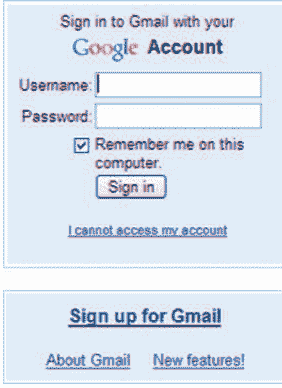 Sign in to Gmail with your
Google Account
Username:
Password:
Remember me on this
computer.
Sign in
I cannot access my account
Sign up for Gmail
About Gmail New features!